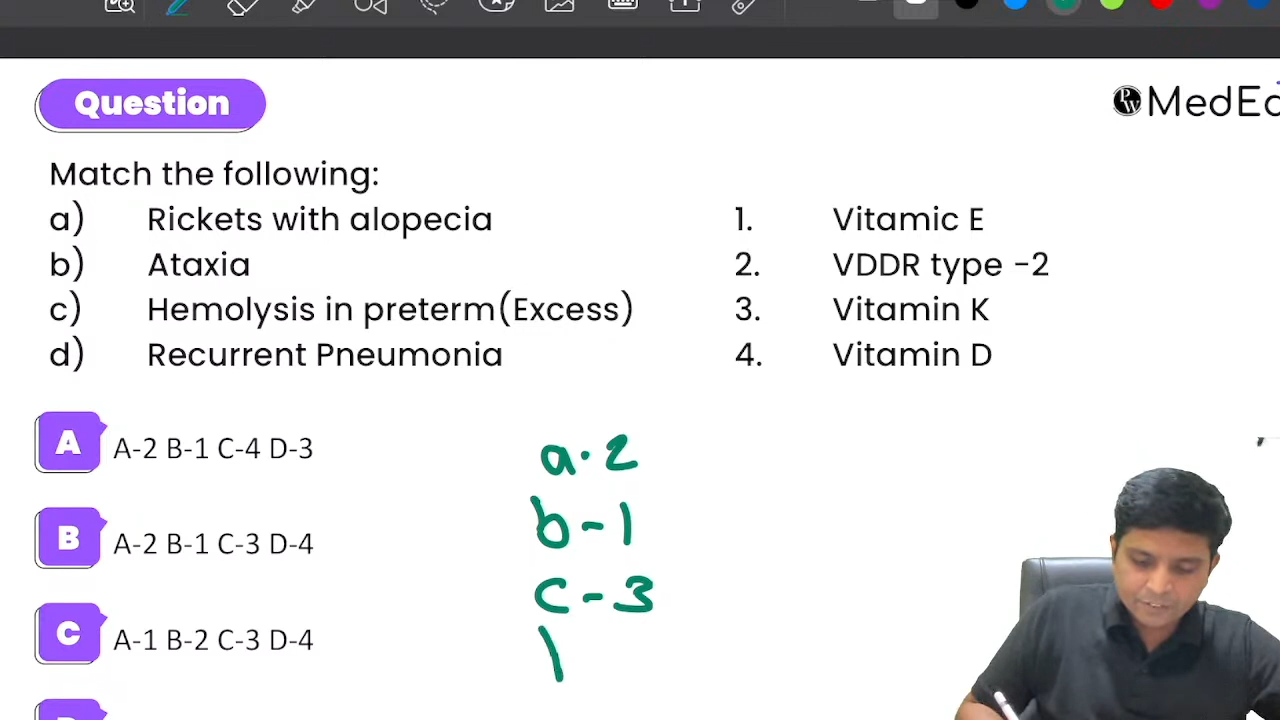 Question
MedEd
Match the following:
a) Rickets with alopecia 1. Vitamic E
b) Ataxia 2. VDDR type -2
c) Hemolysis in preterm(Excess) 3. Vitamin K
d) Recurrent Pneumonia 4. Vitamin D
A A-2 B-1 C-4 D-3
B A-2 B-1 C-3 D-4
C A-1 B-2 C-3 D-4
a. 2
b - 1
c - 3